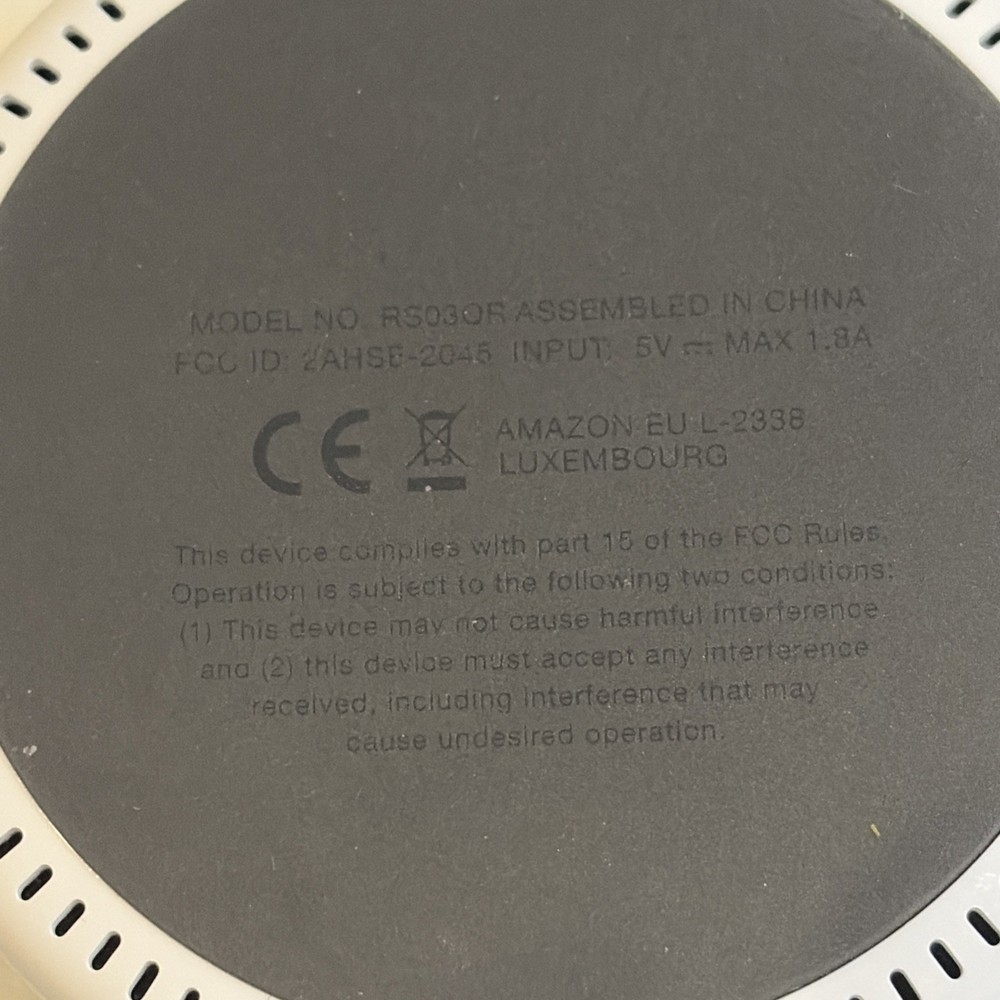 MODEL NO. RS03QR ASSEMBLED IN CHINA
FCC ID: 2AHSE-2045 INPUT: 5V ⎓ MAX 1.8A
CE AMAZON EU L-2338
LUXEMBOURG
This device complies with part 15 of the FCC Rules.
Operation is subject to the following two conditions:
(1) This device may not cause harmful interference
and (2) this device must accept any interference
received, including interference that may
cause undesired operation.